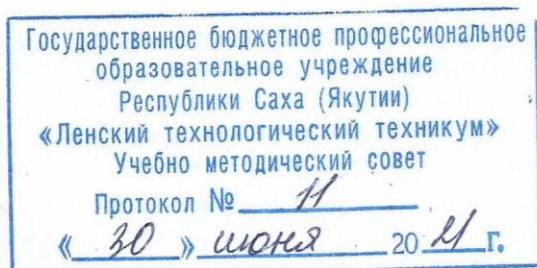 Государственное бюджетное профессиональное
образовательное учреждение
Республики Саха (Якутии)
«Ленский технологический техникум»
Учебно методический совет
Протокол № 11
« 30 » июня 20 21 г.